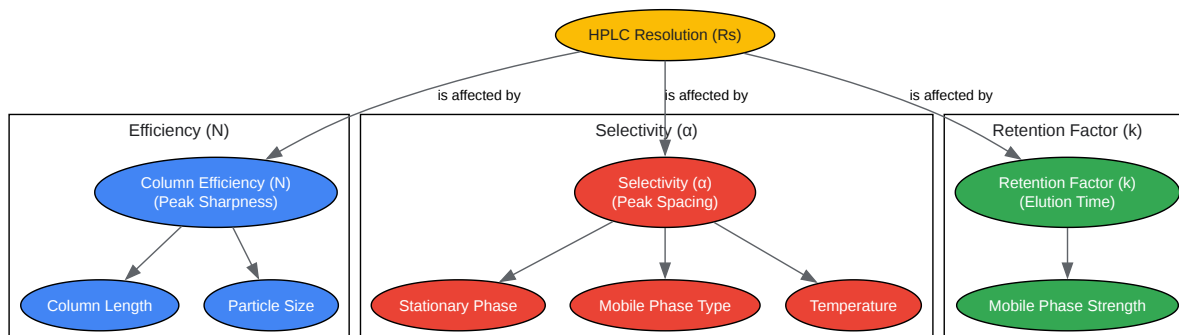 HPLC Resolution (Rs)
is affected by
is affected by
is affected by
Efficiency (N)
Selectivity (α)
Retention Factor (k)
Column Efficiency (N)
(Peak Sharpness)
Selectivity (α)
(Peak Spacing)
Retention Factor (k)
(Elution Time)
Column Length
Particle Size
Stationary Phase
Mobile Phase Type
Temperature
Mobile Phase Strength